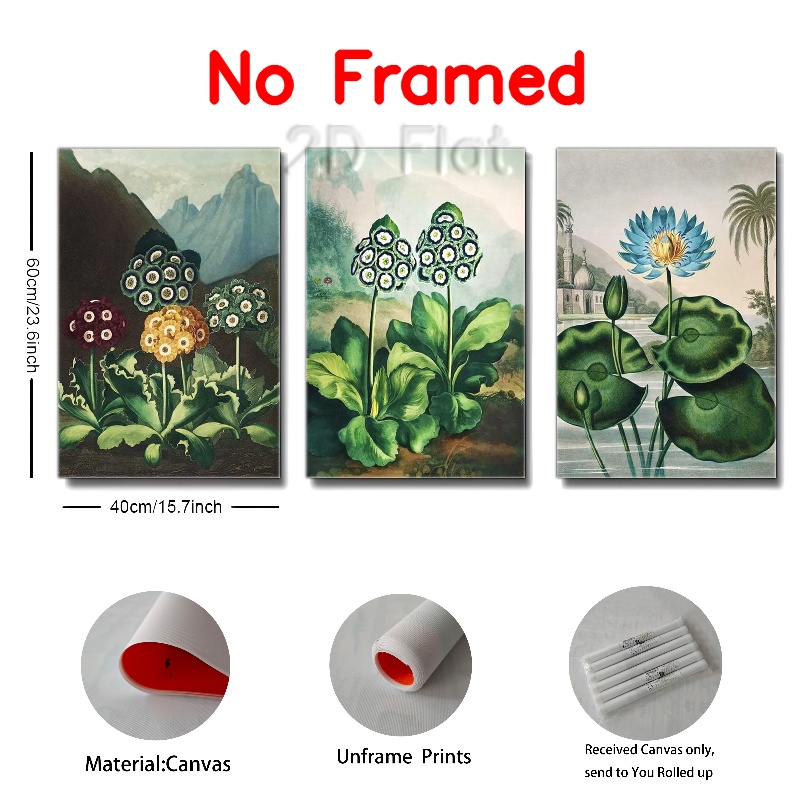 No Framed
2D Flat
60cm/23.6inch
40cm/15.7inch
Material:Canvas
Unframe Prints
Received Canvas only,
send to You Rolled up